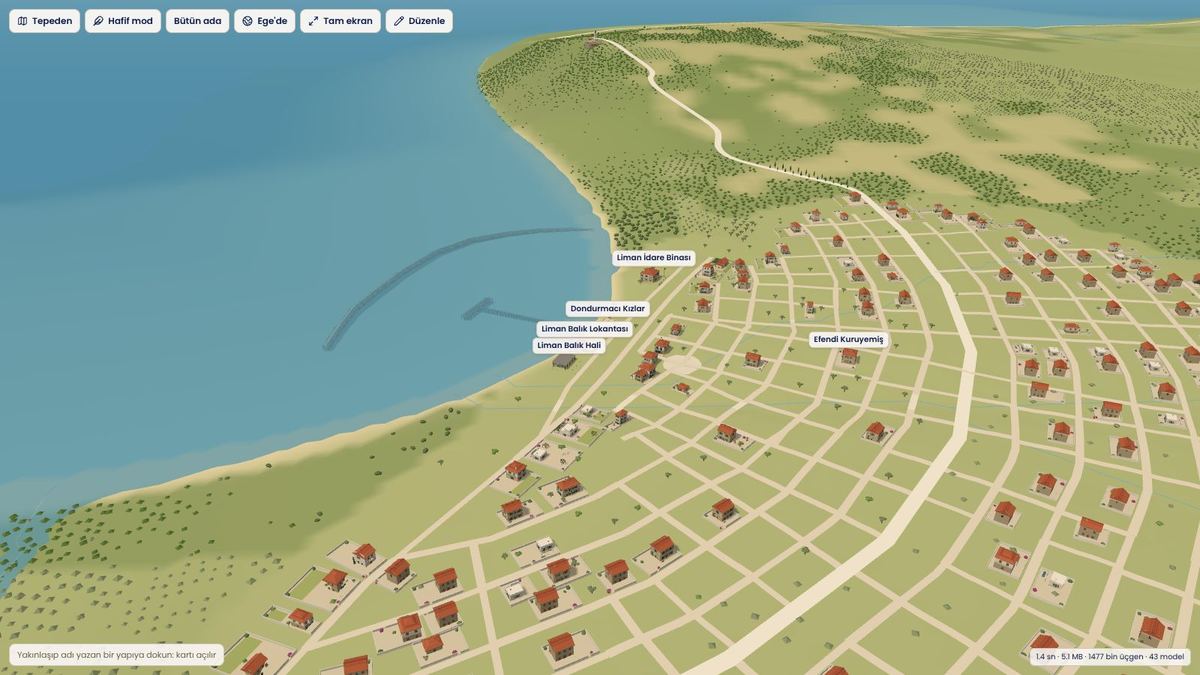 Tepeden
Hafif mod
Bütün ada
Ege'de
Tam ekran
Düzenle
Liman İdare Binası
Dondurmacı Kızlar
Liman Balık Lokantası
Efendi Kuruyemiş
Liman Balık Hali
Yakınlaşıp adı yazan bir yapıya dokun: kartı açılır
1.4 sn · 5.1 MB · 1477 bin üçgen · 43 model